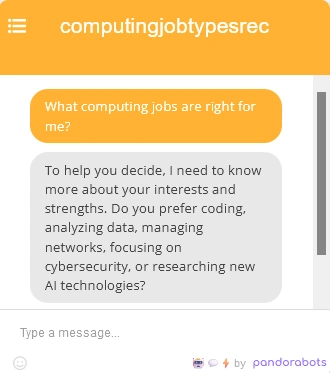 computingjobtypesrec
What computing jobs are right for
me?
To help you decide, I need to know
more about your interests and
strengths. Do you prefer coding,
analyzing data, managing
networks, focusing on
cybersecurity, or researching new
AI technologies?
Type a message...
by pandorabots